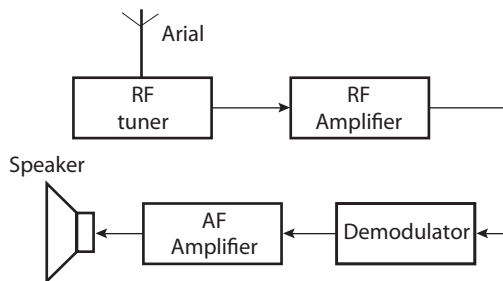 Arial
RF
tuner
RF
Amplifier
Speaker
AF
Amplifier
Demodulator